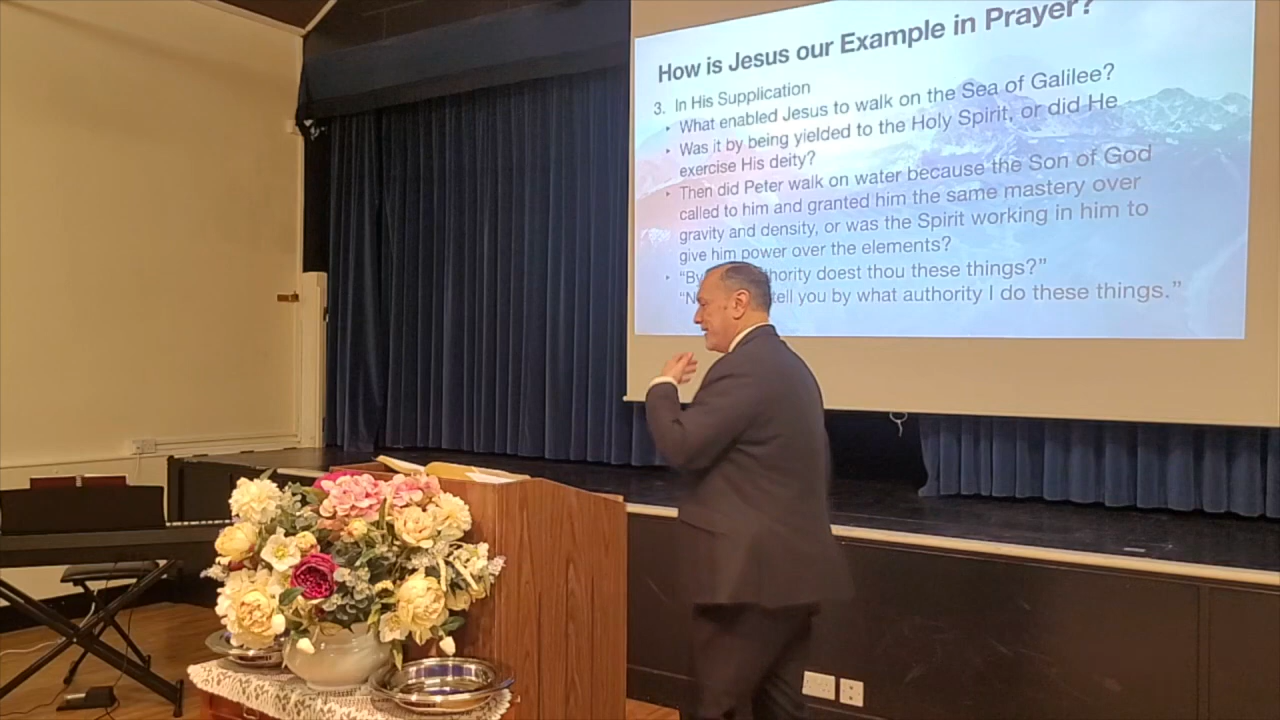 How is Jesus our Example in Prayer?
3. In His Supplication
• What enabled Jesus to walk on the Sea of Galilee?
• Was it by being yielded to the Holy Spirit, or did He
exercise His deity?
• Then did Peter walk on water because the Son of God
called to him and granted him the same mastery over
gravity and density, or was the Spirit working in him to
give him power over the elements?
• “By thority doest thou these things?”
“N tell you by what authority I do these things.”